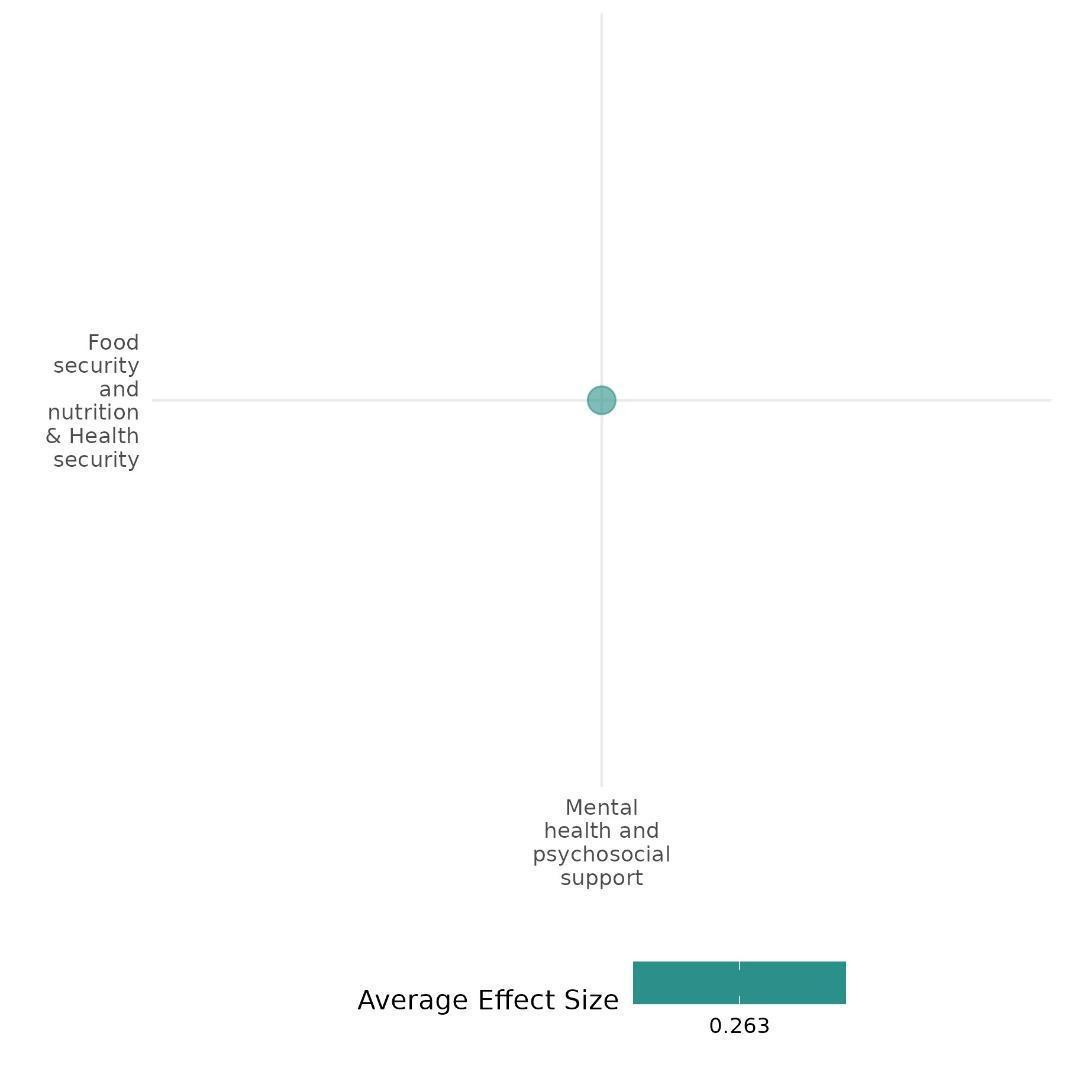 Food
security
and
nutrition
& Health
security
Mental
health and
psychosocial
support
Average Effect Size
0.263